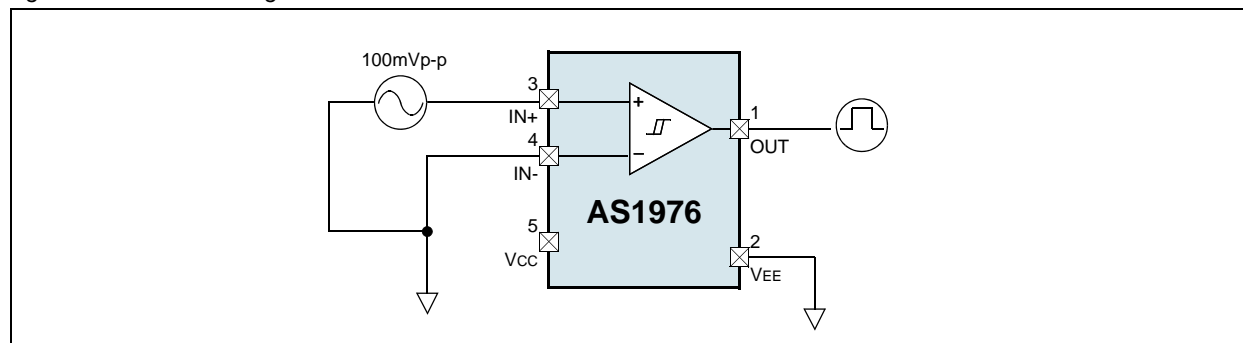 100mVp-p
3
IN+
4
IN-
5
VCC
+
−
AS1976
1
OUT
2
VEE